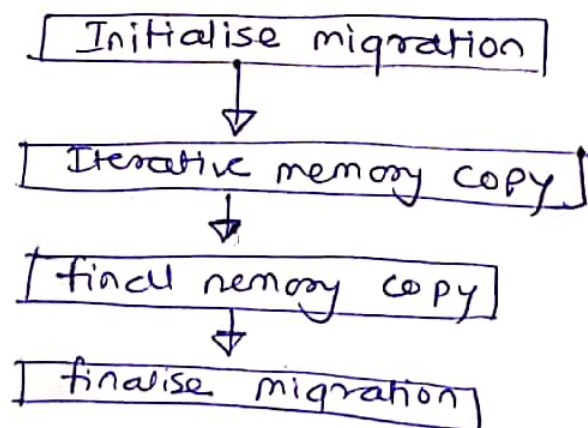 Initialise migration
Iterative memory copy
final memory copy
finalise migration